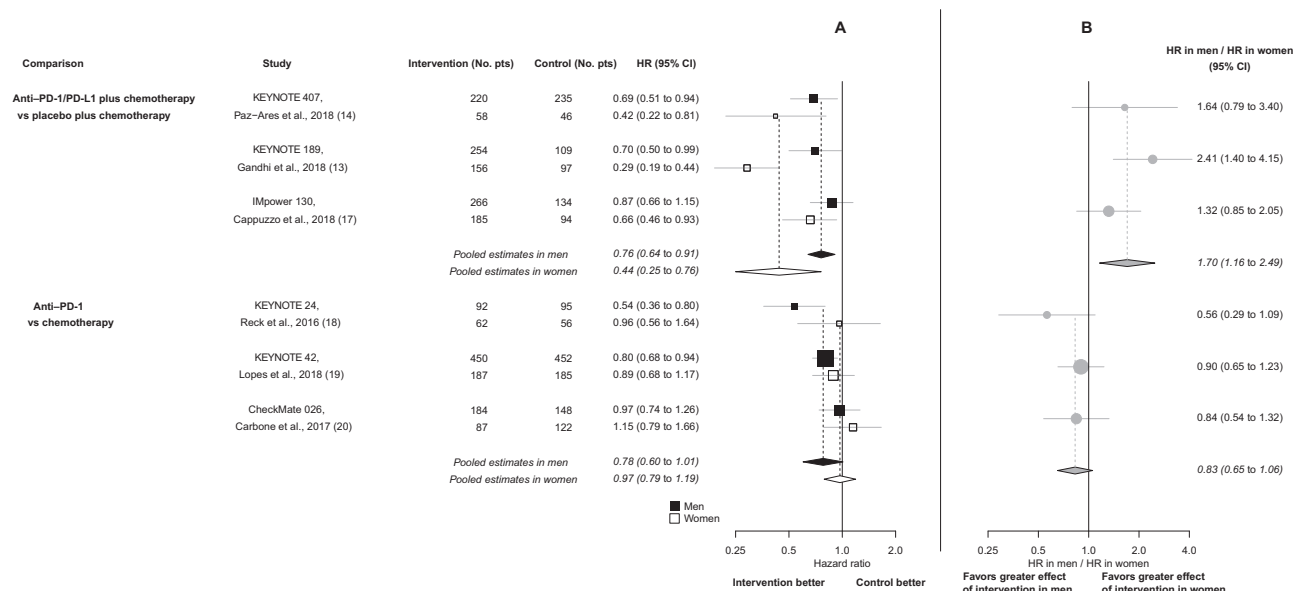 A
B
HR in men / HR in women
(95% CI)
Comparison Study Intervention (No. pts) Control (No. pts) HR (95% CI)
Anti–PD-1/PD-L1 plus chemotherapy KEYNOTE 407, 220 235 0.69 (0.51 to 0.94)
1.64 (0.79 to 3.40)
vs placebo plus chemotherapy Paz−Ares et al., 2018 (14) 58 46 0.42 (0.22 to 0.81)
KEYNOTE 189, 254 109 0.70 (0.50 to 0.99)
2.41 (1.40 to 4.15)
Gandhi et al., 2018 (13) 156 97 0.29 (0.19 to 0.44)
IMpower 130, 266 134 0.87 (0.66 to 1.15)
1.32 (0.85 to 2.05)
Cappuzzo et al., 2018 (17) 185 94 0.66 (0.46 to 0.93)
Pooled estimates in men 0.76 (0.64 to 0.91)
1.70 (1.16 to 2.49)
Pooled estimates in women 0.44 (0.25 to 0.76)
Anti–PD-1 KEYNOTE 24, 92 95 0.54 (0.36 to 0.80)
0.56 (0.29 to 1.09)
vs chemotherapy Reck et al., 2016 (18) 62 56 0.96 (0.56 to 1.64)
KEYNOTE 42, 450 452 0.80 (0.68 to 0.94)
0.90 (0.65 to 1.23)
Lopes et al., 2018 (19) 187 185 0.89 (0.68 to 1.17)
CheckMate 026, 184 148 0.97 (0.74 to 1.26)
0.84 (0.54 to 1.32)
Carbone et al., 2017 (20) 87 122 1.15 (0.79 to 1.66)
Pooled estimates in men 0.78 (0.60 to 1.01)
0.83 (0.65 to 1.06)
Pooled estimates in women 0.97 (0.79 to 1.19)
Men
Women
0.25 0.5 1.0 2.0
Hazard ratio
Intervention better Control better
0.25 0.5 1.0 2.0 4.0
HR in men / HR in women
Favors greater effect Favors greater effect
of intervention in men of intervention in women